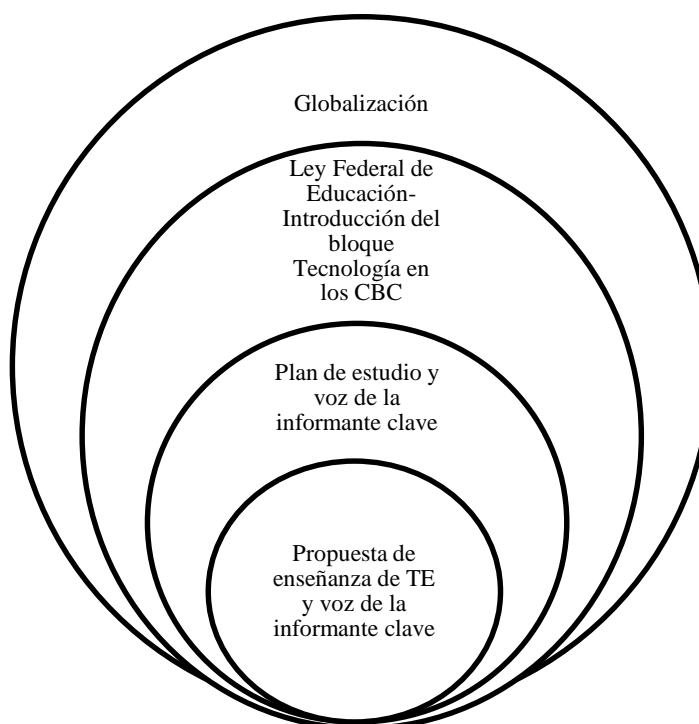 Globalización
Ley Federal de
Educación-
Introducción del
bloque
Tecnología en
los CBC
Plan de estudio y
voz de la
informante clave
Propuesta de
enseñanza de TE
y voz de la
informante clave